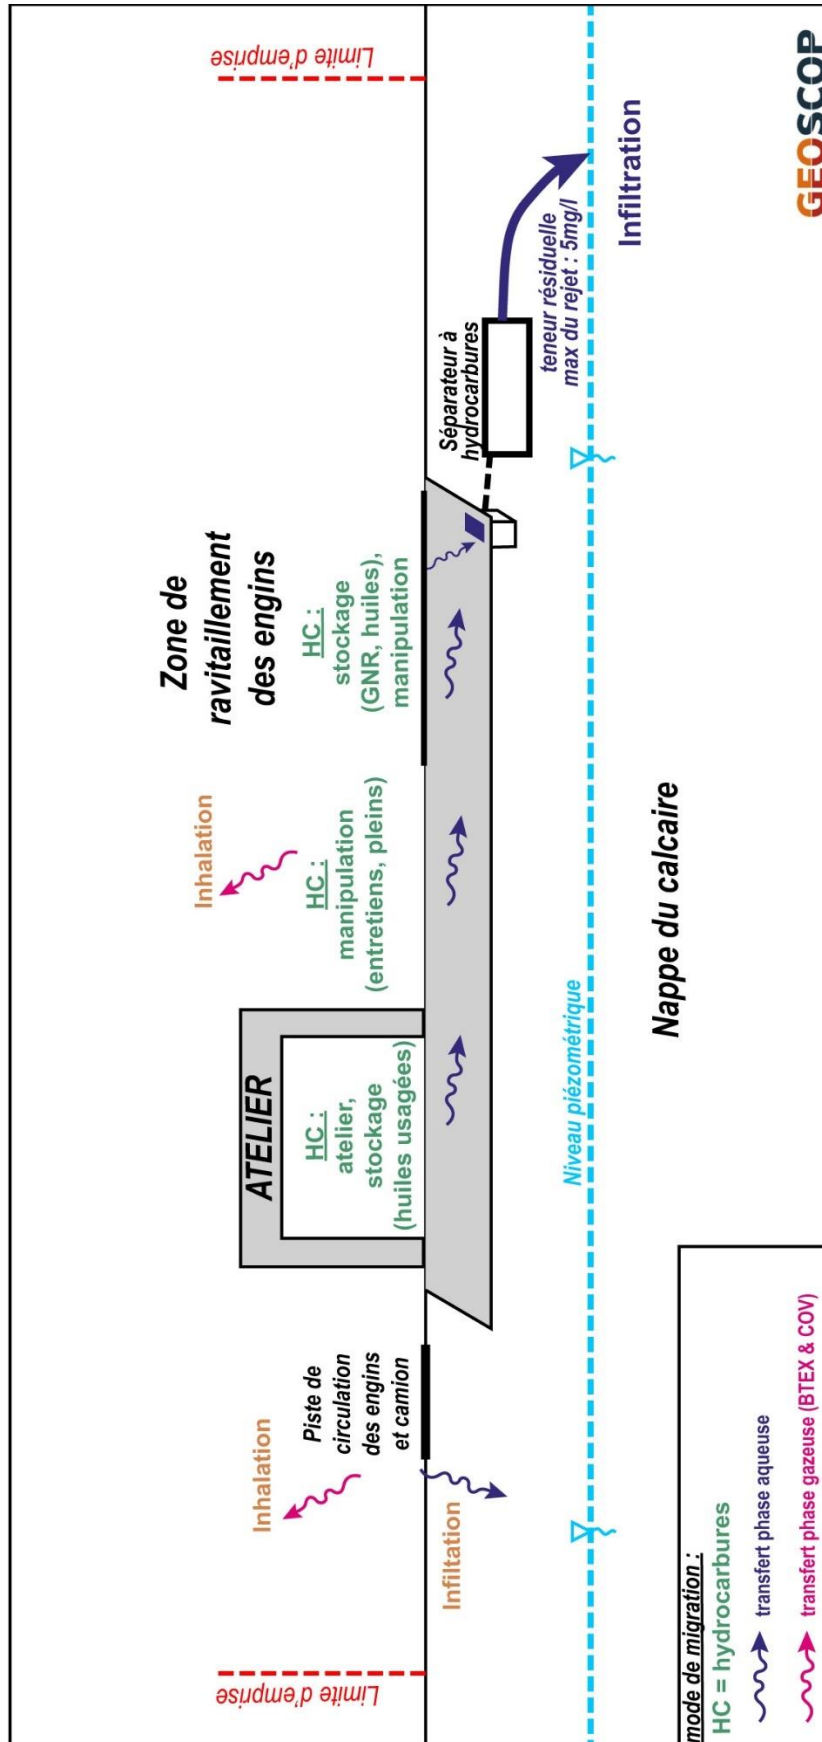 Limite d'emprise
Inhalation
Piste de
circulation
des engins
et camion
Infiltation
ATELIER
HC :
atelier,
stockage
(huiles usagées)
Inhalation
HC :
manipulation
(entretiens, pleins)
Zone de
ravitaillement
des engins
HC :
stockage
(GNR, huiles),
manipulation
Séparateur à
hydrocarbures
teneur résiduelle
max du rejet : 5mg/l
Infiltration
Limite d'emprise
Niveau piézométrique
Nappe du calcaire
mode de migration :
HC = hydrocarbures
transfert phase aqueuse
transfert phase gazeuse (BTEX & COV)
GEOSCOP